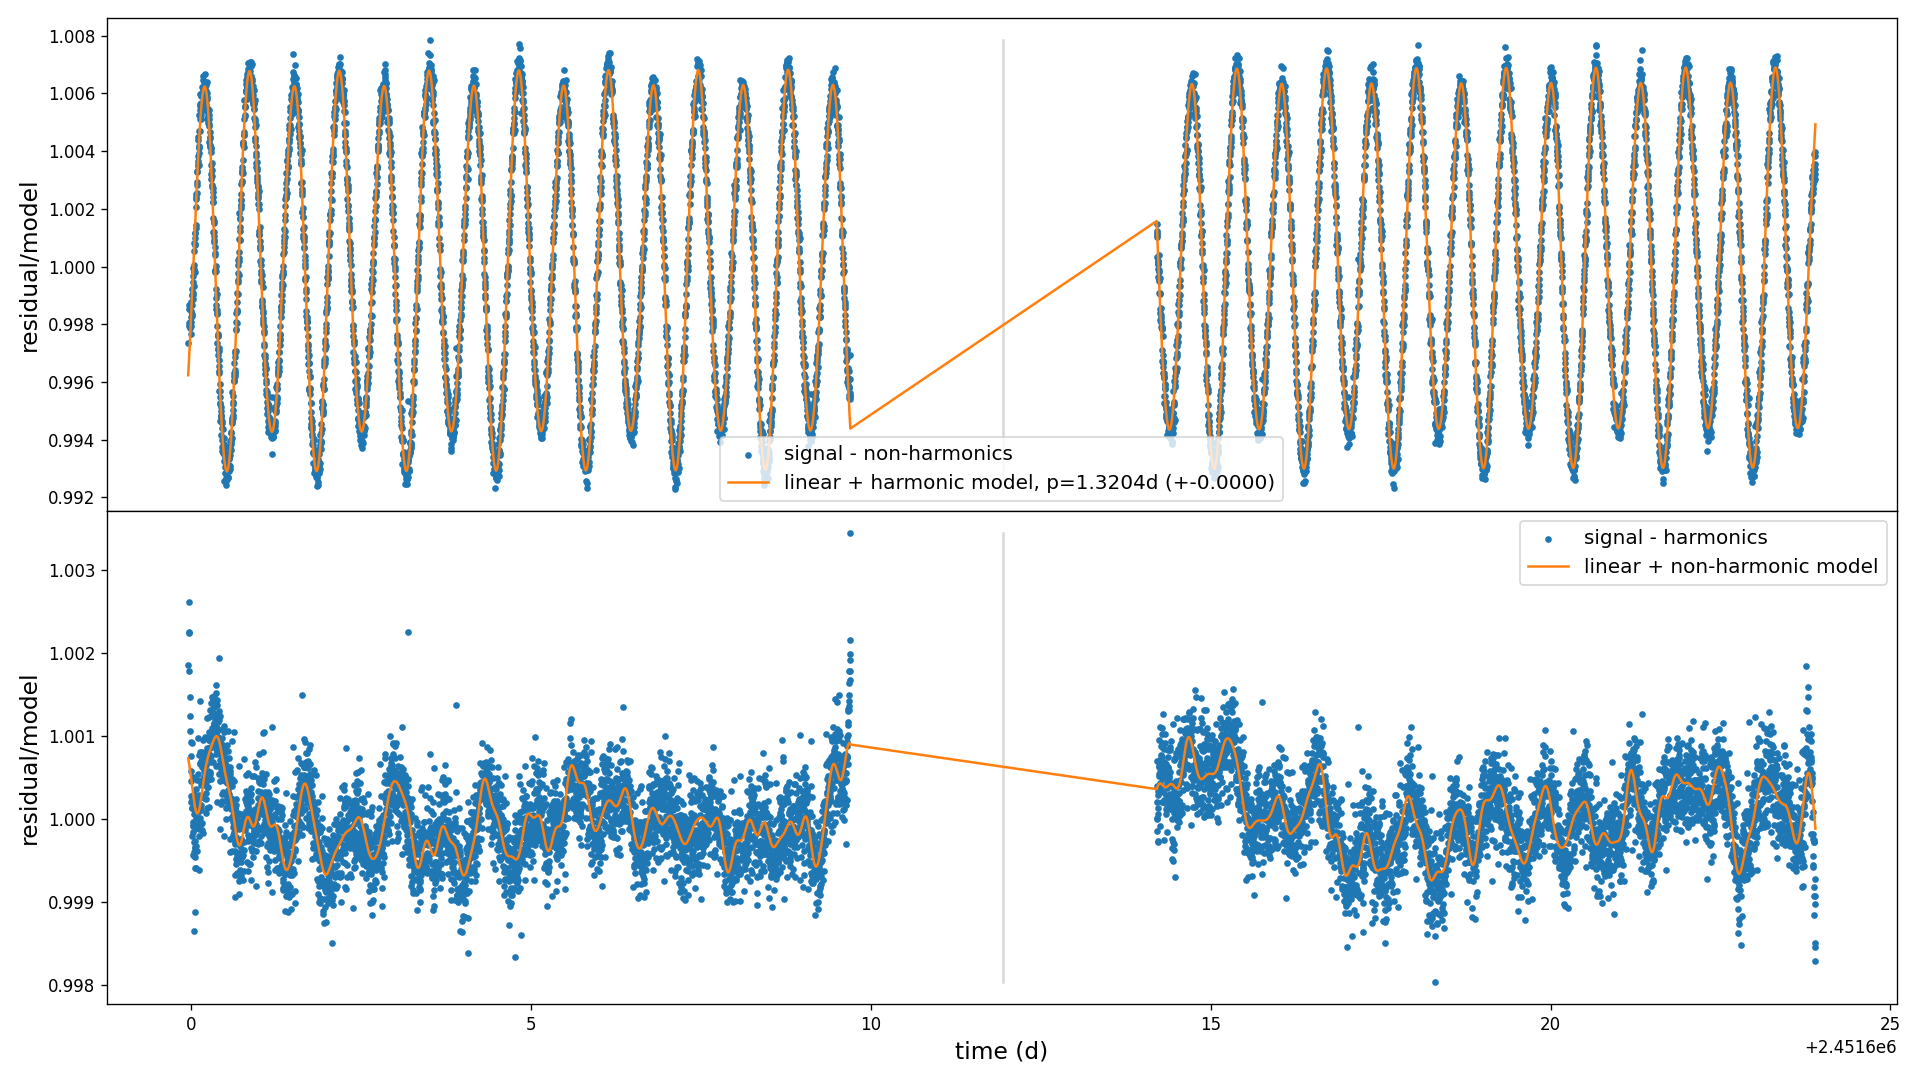 1.008
1.006
1.004
1.002
1.000
0.998
0.996
0.994
0.992
residual/model
signal - non-harmonics
linear + harmonic model, p=1.3204d (+-0.0000)
signal - harmonics
linear + non-harmonic model
1.003
1.002
1.001
1.000
0.999
0.998
residual/model
0
5
10
15
20
25
time (d)
+2.4516e6